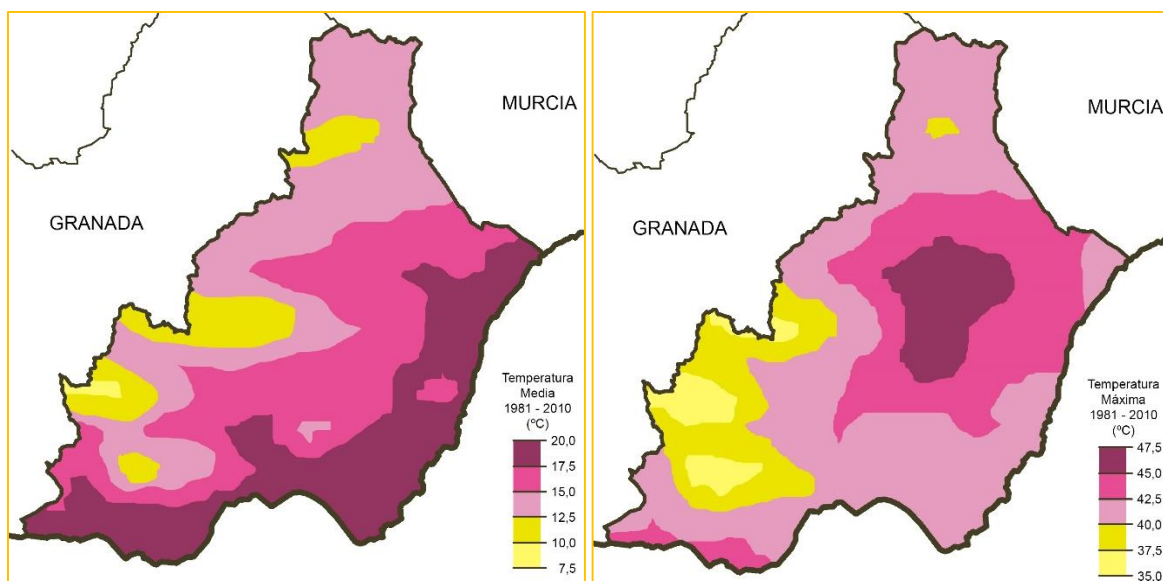 MURCIA
GRANADA
Temperatura
Media
1981 - 2010
(ºC)
20,0
17,5
15,0
12,5
10,0
7,5
MURCIA
GRANADA
Temperatura
Máxima
1981 - 2010
(ºC)
47,5
45,0
42,5
40,0
37,5
35,0